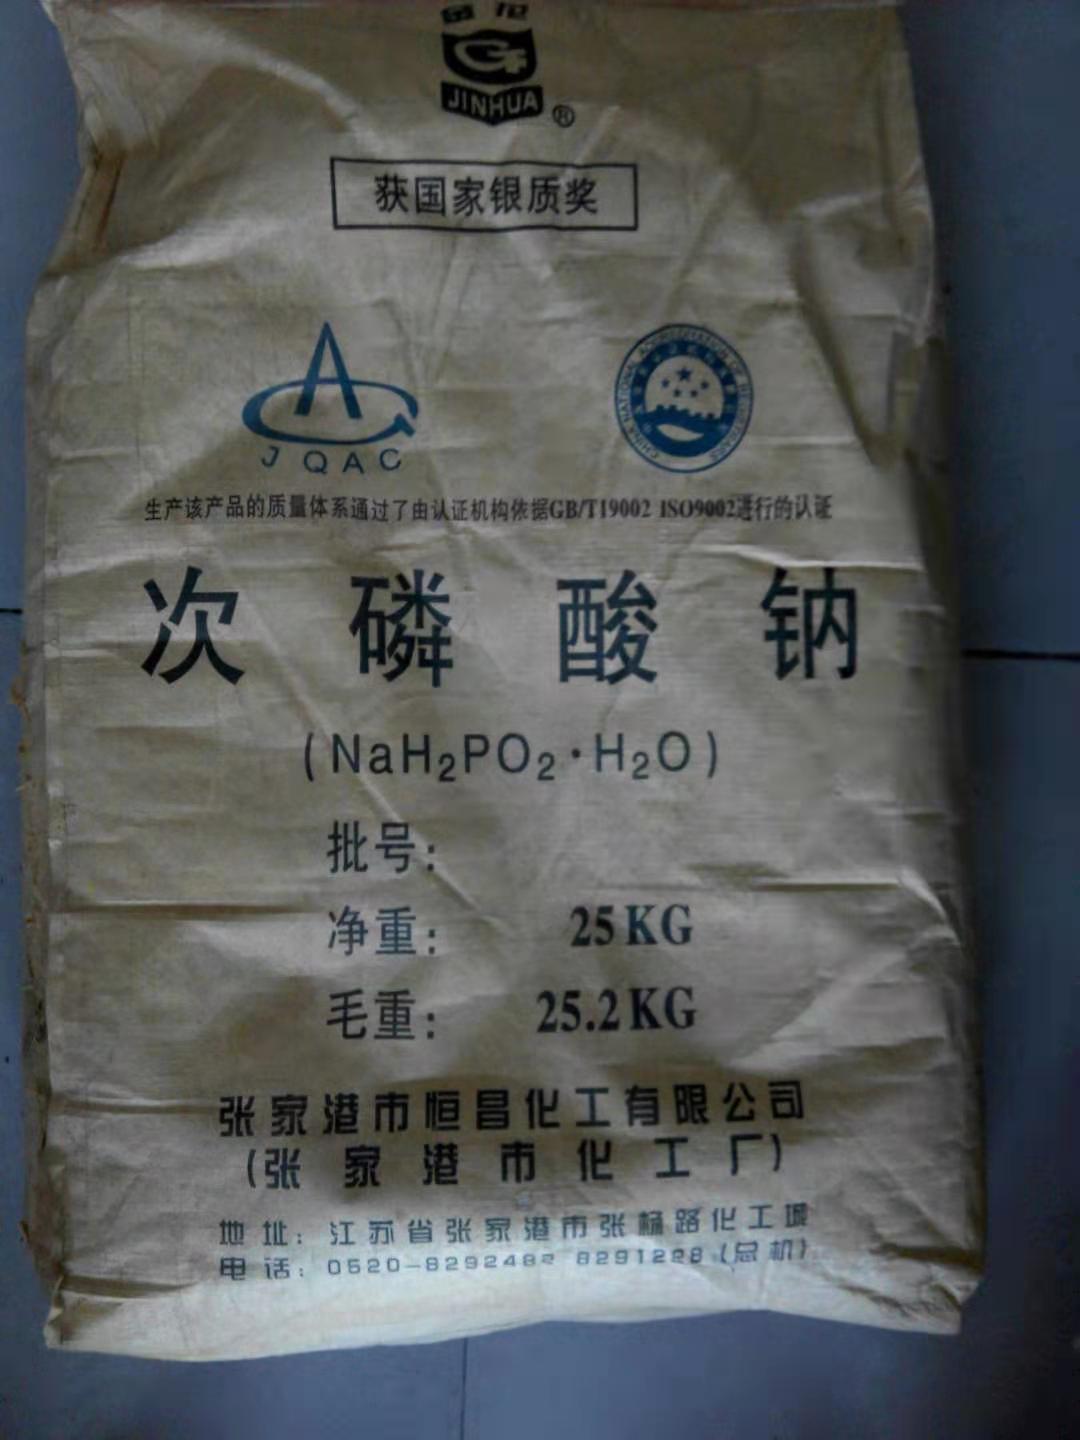 JINHUA ®
获国家银质奖
JQAC
生产该产品的质量体系通过了由认证机构依据GB/T19002 ISO9002进行的认证
次磷酸钠
(NaH₂PO₂·H₂O)
批号:
净重: 25KG
毛重: 25.2KG
张家港市恒昌化工有限公司
(张家港市化工厂)
地址: 江苏省张家港市张杨路化工城
电话: 0520-8292482 8291228(总机)